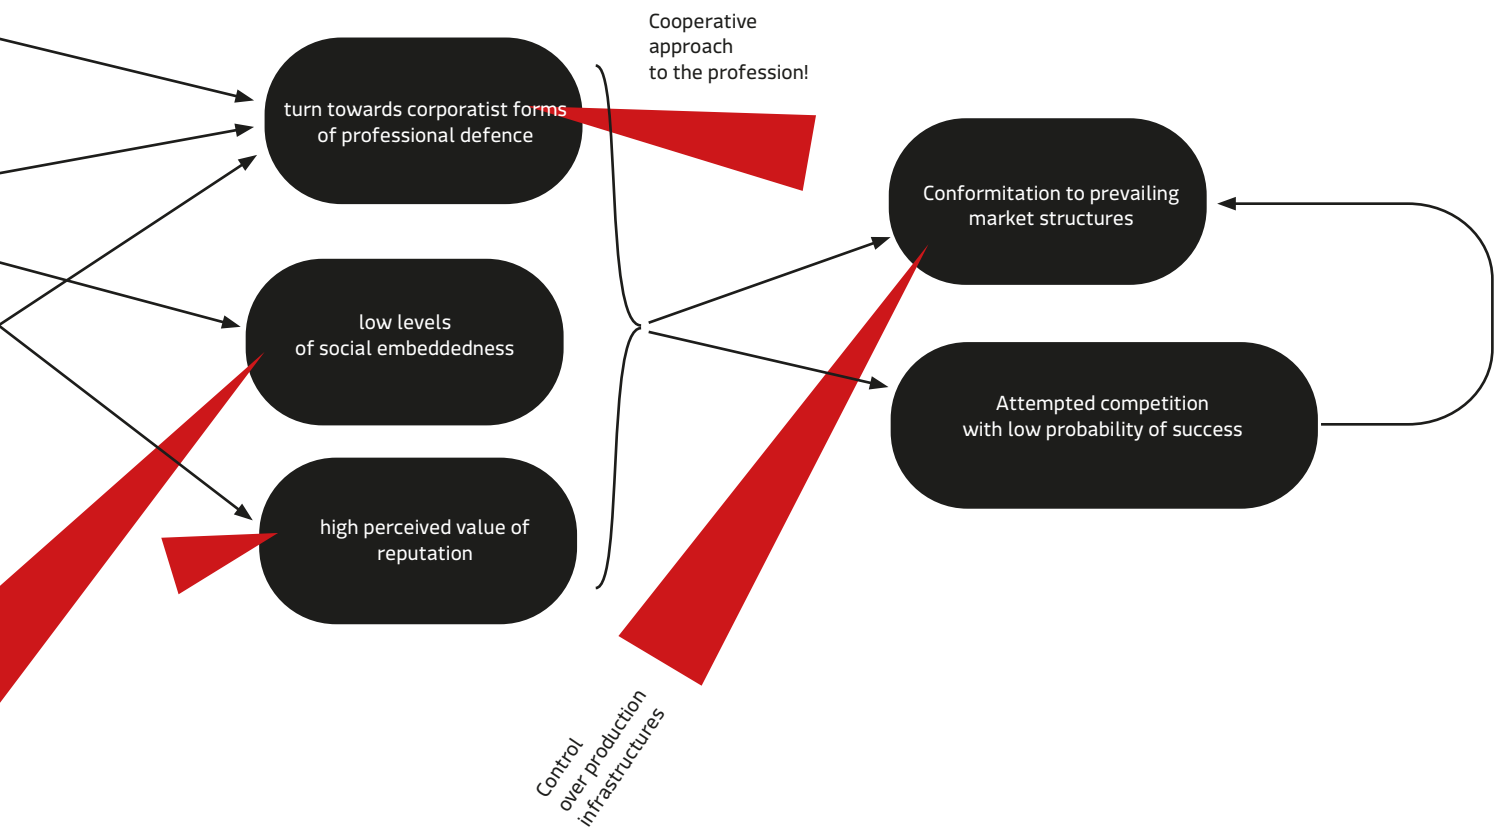 Cooperative
approach
to the profession!
turn towards corporatist forms
of professional defence
Conformitation to prevailing
market structures
low levels
of social embeddedness
Attempted competition
with low probability of success
high perceived value of
reputation
Control
over production
infrastructures